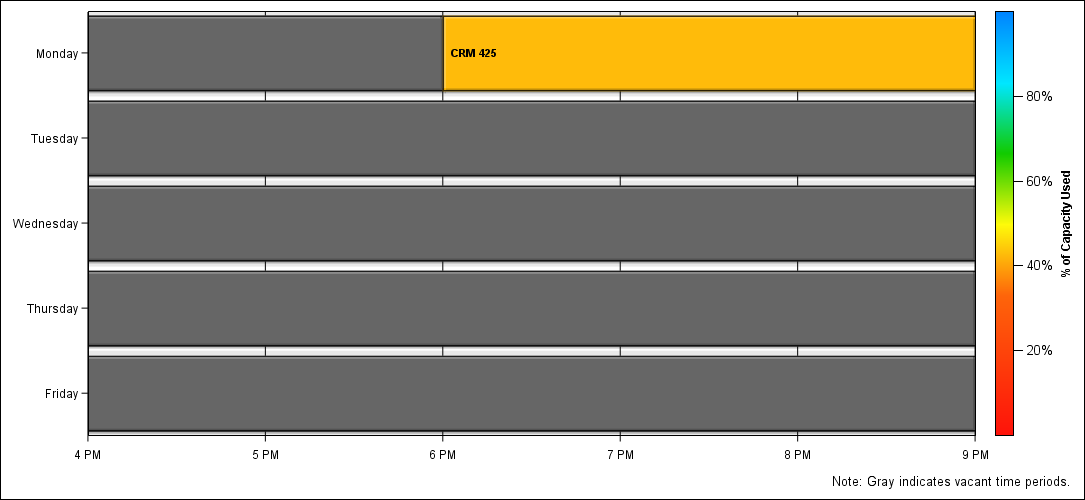 Monday
CRM 425
Tuesday
Wednesday
Thursday
Friday
4 PM 5 PM 6 PM 7 PM 8 PM 9 PM
80%
60%
40%
20%
% of Capacity Used
Note: Gray indicates vacant time periods.